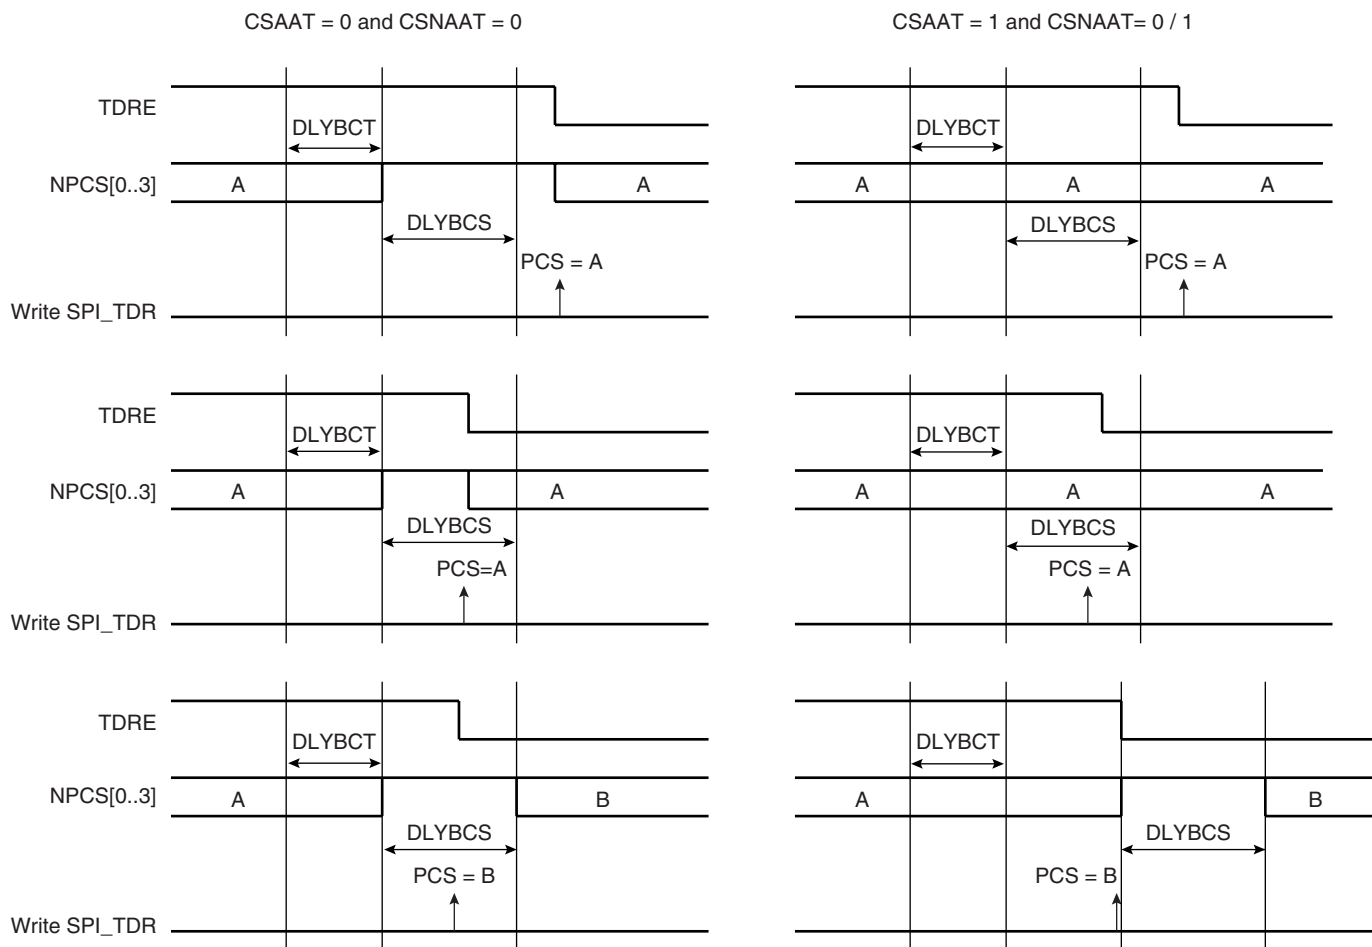 CSAAT = 0 and CSNAAT = 0
CSAAT = 1 and CSNAAT= 0 / 1
TDRE
DLYBCT
DLYBCT
NPCS[0..3]
A
A
A
A
A
DLYBCS
DLYBCS
PCS = A
PCS = A
Write SPI_TDR
TDRE
DLYBCT
DLYBCT
NPCS[0..3]
A
A
A
A
A
DLYBCS
DLYBCS
PCS=A
PCS = A
Write SPI_TDR
TDRE
DLYBCT
DLYBCT
NPCS[0..3]
A
B
A
B
DLYBCS
DLYBCS
PCS = B
PCS = B
Write SPI_TDR